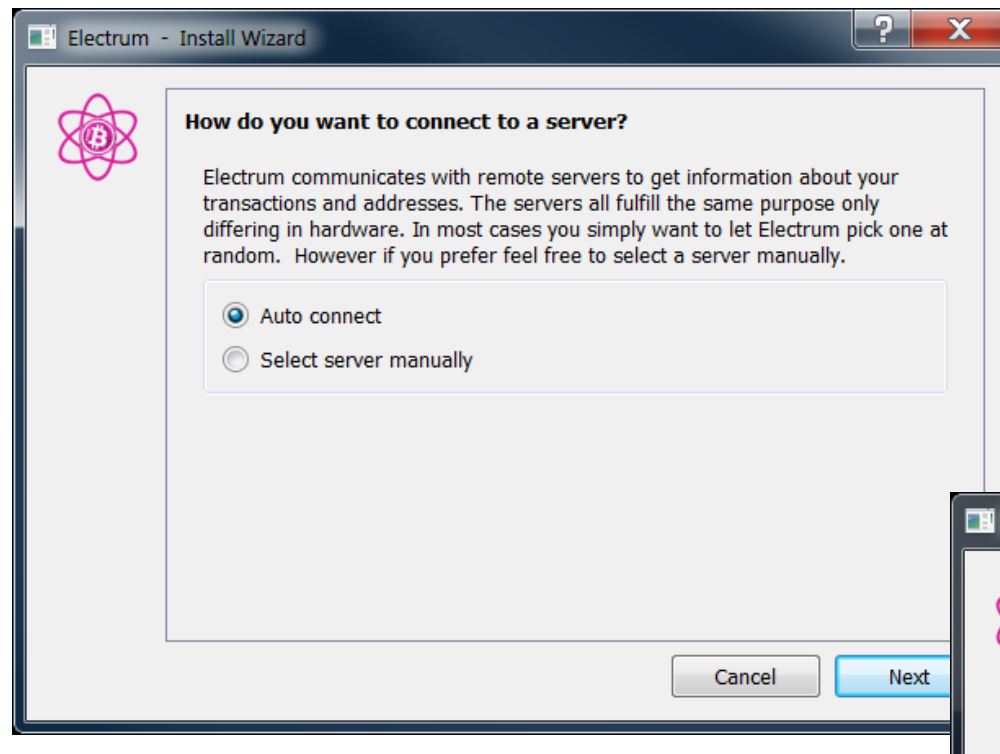 Electrum - Install Wizard
How do you want to connect to a server?
Electrum communicates with remote servers to get information about your
transactions and addresses. The servers all fulfill the same purpose only
differing in hardware. In most cases you simply want to let Electrum pick one at
random.  However if you prefer feel free to select a server manually.
Auto connect
Select server manually
Cancel
Next